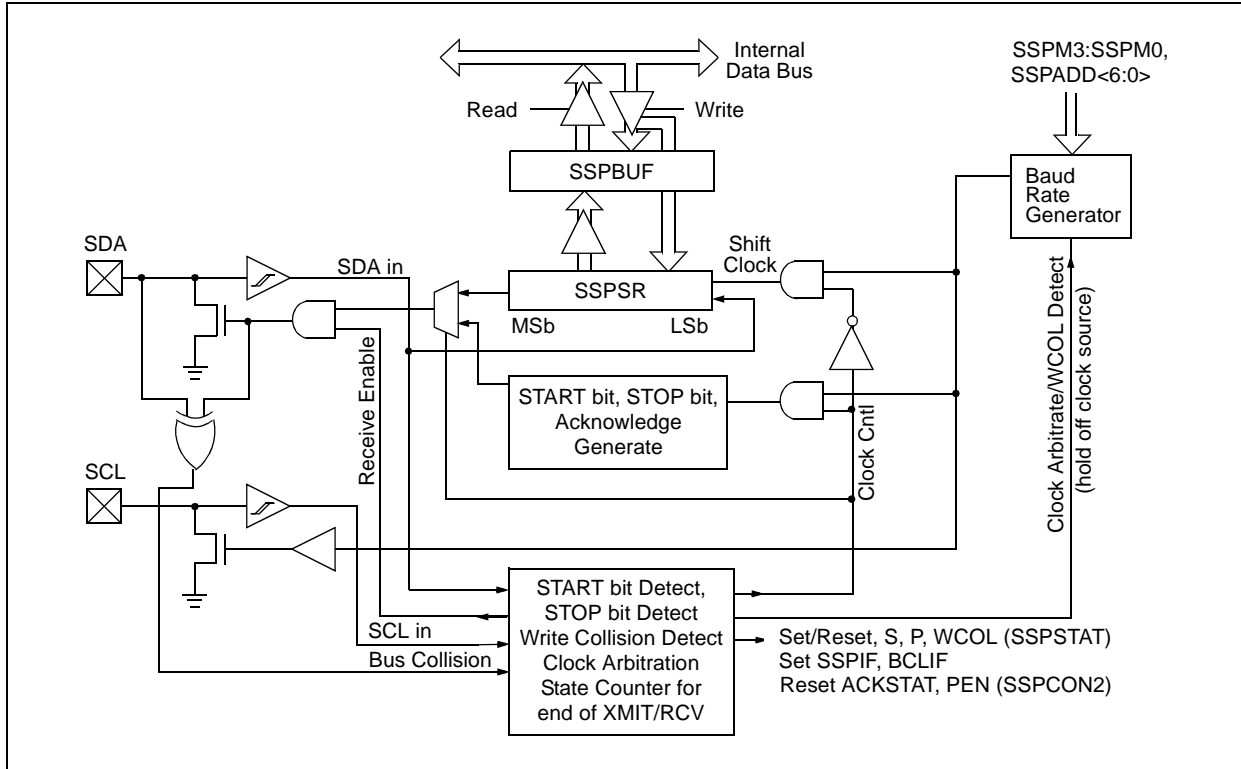 Internal
Data Bus
SSPM3:SSPM0,
SSPADD<6:0>
Read
Write
SSPBUF
Baud
Rate
Generator
SDA
SDA in
Shift
Clock
SSPSR
MSb
LSb
START bit, STOP bit,
Acknowledge
Generate
Receive Enable
Clock Cntl
Clock Arbitrate/WCOL Detect
(hold off clock source)
SCL
SCL in
Bus Collision
START bit Detect,
STOP bit Detect
Write Collision Detect
Clock Arbitration
State Counter for
end of XMIT/RCV
Set/Reset, S, P, WCOL (SSPSTAT)
Set SSPIF, BCLIF
Reset ACKSTAT, PEN (SSPCON2)